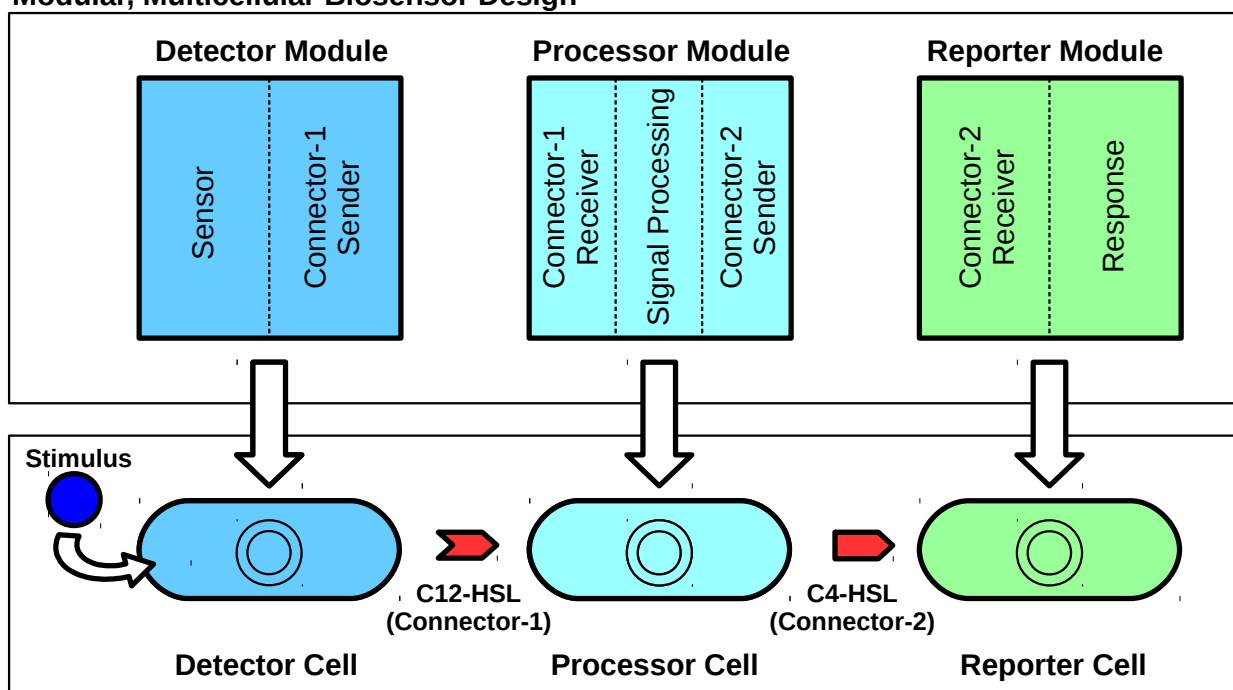 Modular, Multicellular Biosensor Design
Detector Module
Processor Module
Reporter Module
Sensor
Connector-1
Sender
Connector-1
Receiver
Signal Processing
Connector-2
Sender
Connector-2
Receiver
Response
Stimulus
C12-HSL
(Connector-1)
C4-HSL
(Connector-2)
Detector Cell
Processor Cell
Reporter Cell